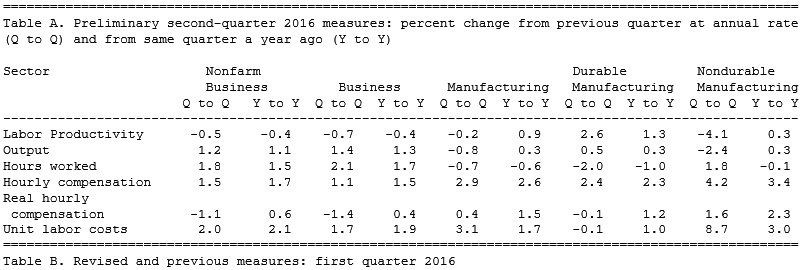 Table A. Preliminary second-quarter 2016 measures: percent change from previous quarter at annual rate
(Q to Q) and from same quarter a year ago (Y to Y)
Sector Nonfarm Durable Nondurable
Business Business Manufacturing Manufacturing Manufacturing
Q to Q Y to Y Q to Q Y to Y Q to Q Y to Y Q to Q Y to Y Q to Q Y to Y
Labor Productivity -0.5 -0.4 -0.7 -0.4 -0.2 0.9 2.6 1.3 -4.1 0.3
Output 1.2 1.1 1.4 1.3 -0.8 0.3 0.5 0.3 -2.4 0.3
Hours worked 1.8 1.5 2.1 1.7 -0.7 -0.6 -2.0 -1.0 1.8 -0.1
Hourly compensation 1.5 1.7 1.1 1.5 2.9 2.6 2.4 2.3 4.2 3.4
Real hourly
compensation -1.1 0.6 -1.4 0.4 0.4 1.5 -0.1 1.2 1.6 2.3
Unit labor costs 2.0 2.1 1.7 1.9 3.1 1.7 -0.1 1.0 8.7 3.0
Table B. Revised and previous measures: first quarter 2016